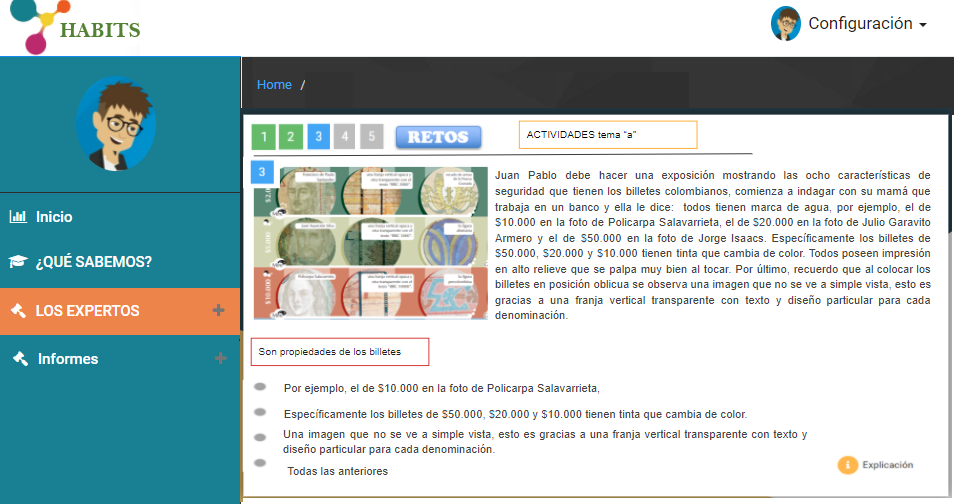 HABITS
Configuración
Home /
1 2 3 4 5 RETOS
ACTIVIDADES tema "a"
Inicio
¿QUÉ SABEMOS?
LOS EXPERTOS +
Informes +
3
Juan Pablo debe hacer una exposición mostrando las ocho características de
seguridad que tienen los billetes colombianos, comienza a indagar con su mamá que
trabaja en un banco y ella le dice: todos tienen marca de agua, por ejemplo, el de
$10.000 en la foto de Policarpa Salavarrieta, el de $20.000 en la foto de Julio Garavito
Armero y el de $50.000 en la foto de Jorge Isaacs. Específicamente los billetes de
$50.000, $20.000 y $10.000 tienen tinta que cambia de color. Todos poseen impresión
en alto relieve que se palpa muy bien al tocar. Por último, recuerdo que al colocar los
billetes en posición oblicua se observa una imagen que no se ve a simple vista, esto es
gracias a una franja vertical transparente con texto y diseño particular para cada
denominación.
Son propiedades de los billetes
Por ejemplo, el de $10.000 en la foto de Policarpa Salavarrieta,
Específicamente los billetes de $50.000, $20.000 y $10.000 tienen tinta que cambia de color.
Una imagen que no se ve a simple vista, esto es gracias a una franja vertical transparente con texto y
diseño particular para cada denominación.
Todas las anteriores
Explicación